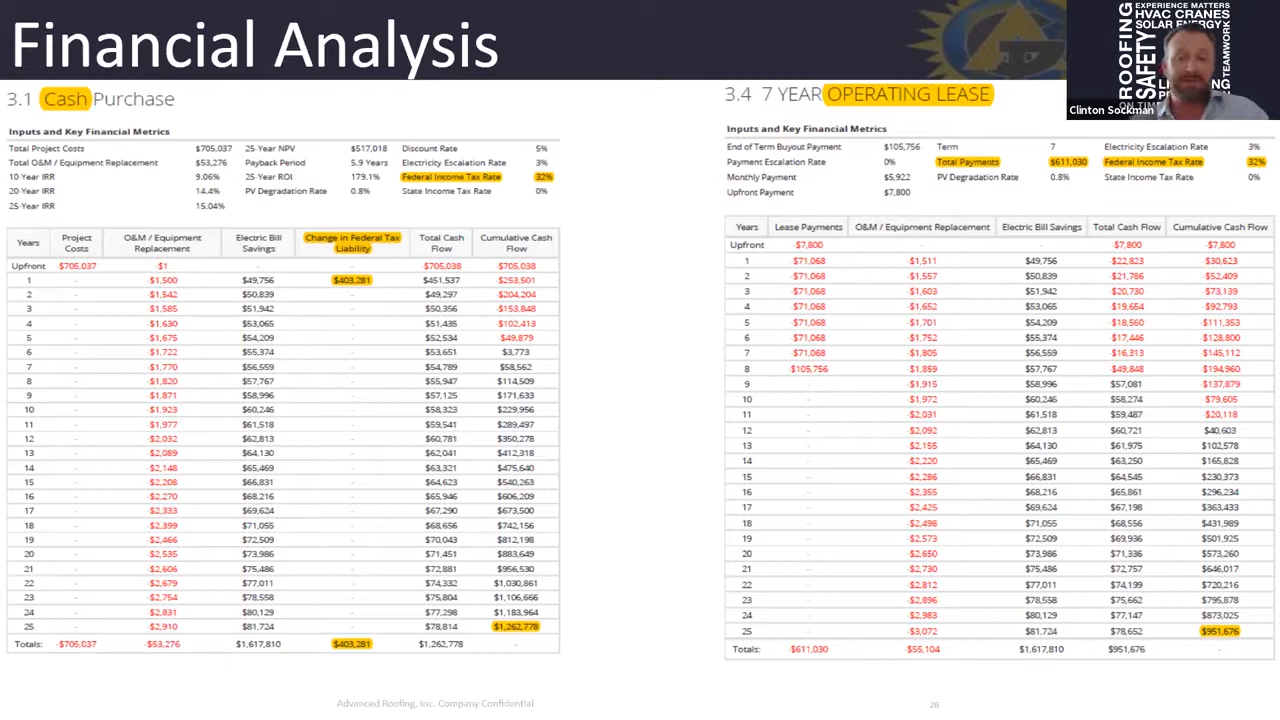 Financial Analysis
EXPERIENCE MATTERS
HVAC CRANES
SOLAR ENERGY
ROOFING
SAFETY
TEAMWORK
ON TIME
Clinton Sockman
3.1 Cash Purchase
Inputs and Key Financial Metrics
Total Project Costs $705,037 25-Year NPV $517,018 Discount Rate 5%
Total O&M / Equipment Replacement $53,276 Payback Period 5.9 Years Electricity Escalation Rate 3%
10-Year IRR 9.06% 25-Year ROI 179.1% Federal Income Tax Rate 32%
20-Year IRR 14.4% PV Degradation Rate 0.8% State Income Tax Rate 0%
25-Year IRR 15.04%
Years Project Costs O&M / Equipment Replacement Electric Bill Savings Change in Federal Tax Liability Total Cash Flow Cumulative Cash Flow
Upfront -$705,037 -$1 - - -$705,038 -$705,038
1 - -$1,500 $49,756 $403,281 $451,537 -$253,501
2 - -$1,542 $50,839 - $49,297 -$204,204
3 - -$1,585 $51,942 - $50,356 -$153,848
4 - -$1,630 $53,065 - $51,435 -$102,413
5 - -$1,675 $54,209 - $52,534 -$49,879
6 - -$1,722 $55,374 - $53,651 $3,773
7 - -$1,770 $56,559 - $54,789 $58,562
8 - -$1,820 $57,767 - $55,947 $114,509
9 - -$1,871 $58,996 - $57,125 $171,633
10 - -$1,923 $60,246 - $58,323 $229,956
11 - -$1,977 $61,518 - $59,541 $289,497
12 - -$2,032 $62,813 - $60,781 $350,278
13 - -$2,089 $64,130 - $62,041 $412,318
14 - -$2,148 $65,469 - $63,321 $475,640
15 - -$2,208 $66,831 - $64,623 $540,263
16 - -$2,270 $68,216 - $65,946 $606,209
17 - -$2,333 $69,624 - $67,290 $673,500
18 - -$2,399 $71,055 - $68,656 $742,156
19 - -$2,466 $72,509 - $70,043 $812,198
20 - -$2,535 $73,986 - $71,451 $883,649
21 - -$2,606 $75,486 - $72,881 $956,530
22 - -$2,679 $77,011 - $74,332 $1,030,861
23 - -$2,754 $78,558 - $75,804 $1,106,666
24 - -$2,831 $80,129 - $77,298 $1,183,964
25 - -$2,910 $81,724 - $78,814 $1,262,778
Totals: -$705,037 -$53,276 $1,617,810 $403,281 $1,262,778 -
3.4 7 YEAR OPERATING LEASE
Inputs and Key Financial Metrics
End of Term Buyout Payment $105,756 Term 7 Electricity Escalation Rate 3%
Payment Escalation Rate 0% Total Payments $611,030 Federal Income Tax Rate 32%
Monthly Payment $5,922 PV Degradation Rate 0.8% State Income Tax Rate 0%
Upfront Payment $7,800
Years Lease Payments O&M / Equipment Replacement Electric Bill Savings Total Cash Flow Cumulative Cash Flow
Upfront -$7,800 - - -$7,800 -$7,800
1 -$71,068 -$1,511 $49,756 -$22,823 -$30,623
2 -$71,068 -$1,557 $50,839 -$21,786 -$52,409
3 -$71,068 -$1,603 $51,942 -$20,730 -$73,139
4 -$71,068 -$1,652 $53,065 -$19,654 -$92,793
5 -$71,068 -$1,701 $54,209 -$18,560 -$111,353
6 -$71,068 -$1,752 $55,374 -$17,446 -$128,800
7 -$71,068 -$1,805 $56,559 -$16,313 -$145,112
8 -$105,756 -$1,859 $57,767 -$49,848 -$194,960
9 - -$1,915 $58,996 $57,081 -$137,879
10 - -$1,972 $60,246 $58,274 -$79,605
11 - -$2,031 $61,518 $59,487 -$20,118
12 - -$2,092 $62,813 $60,721 $40,603
13 - -$2,155 $64,130 $61,975 $102,578
14 - -$2,220 $65,469 $63,250 $165,828
15 - -$2,286 $66,831 $64,545 $230,373
16 - -$2,355 $68,216 $65,861 $296,234
17 - -$2,425 $69,624 $67,198 $363,433
18 - -$2,498 $71,055 $68,556 $431,989
19 - -$2,573 $72,509 $69,936 $501,925
20 - -$2,650 $73,986 $71,336 $573,260
21 - -$2,730 $75,486 $72,757 $646,017
22 - -$2,812 $77,011 $74,199 $720,216
23 - -$2,896 $78,558 $75,662 $795,878
24 - -$2,983 $80,129 $77,147 $873,025
25 - -$3,072 $81,724 $78,652 $951,676
Totals: -$611,030 -$55,104 $1,617,810 $951,676 -
Advanced Roofing, Inc. Company Confidential
26